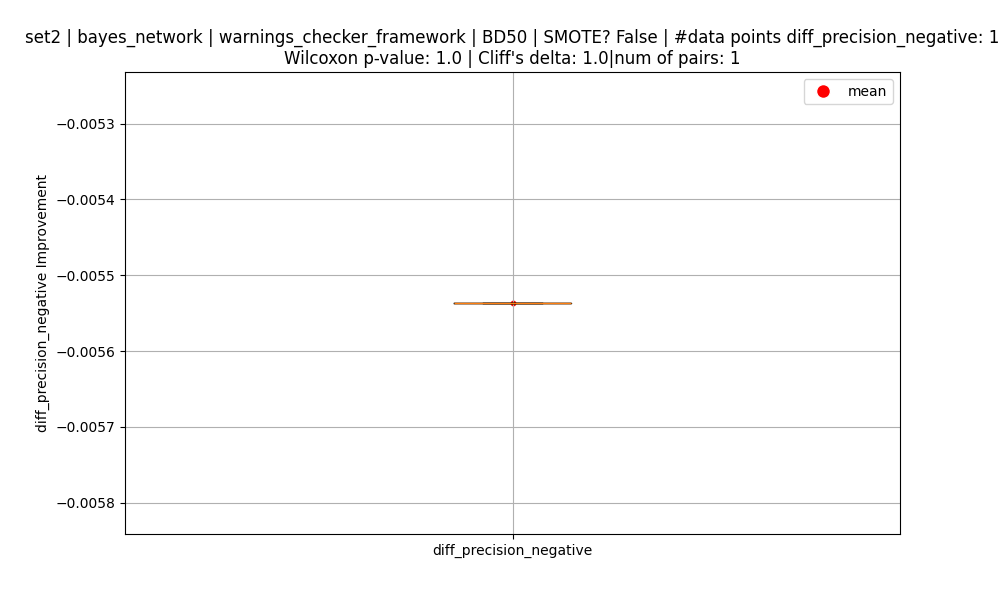 set2 | bayes_network | warnings_checker_framework | BD50 | SMOTE? False | #data points diff_precision_negative: 1
Wilcoxon p-value: 1.0 | Cliff's delta: 1.0|num of pairs: 1
mean
−0.0053
−0.0054
−0.0055
−0.0056
−0.0057
−0.0058
diff_precision_negative Improvement
diff_precision_negative